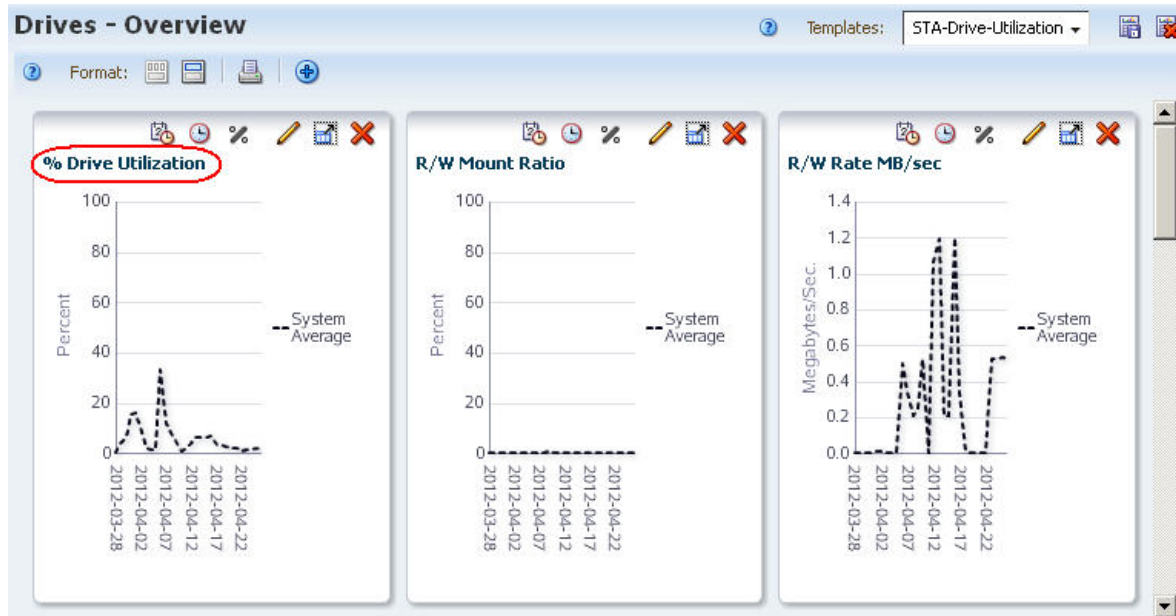 Drives - Overview
Templates: STA-Drive-Utilization
Format:
% Drive Utilization
100
80
60
40
20
0
Percent
System
Average
2012-03-28
2012-04-02
2012-04-07
2012-04-12
2012-04-17
2012-04-22
R/W Mount Ratio
100
80
60
40
20
0
Percent
System
Average
2012-03-28
2012-04-02
2012-04-07
2012-04-12
2012-04-17
2012-04-22
R/W Rate MB/sec
1.4
1.2
1.0
0.8
0.6
0.4
0.2
0.0
Megabytes/Sec.
System
Average
2012-03-28
2012-04-02
2012-04-07
2012-04-12
2012-04-17
2012-04-22